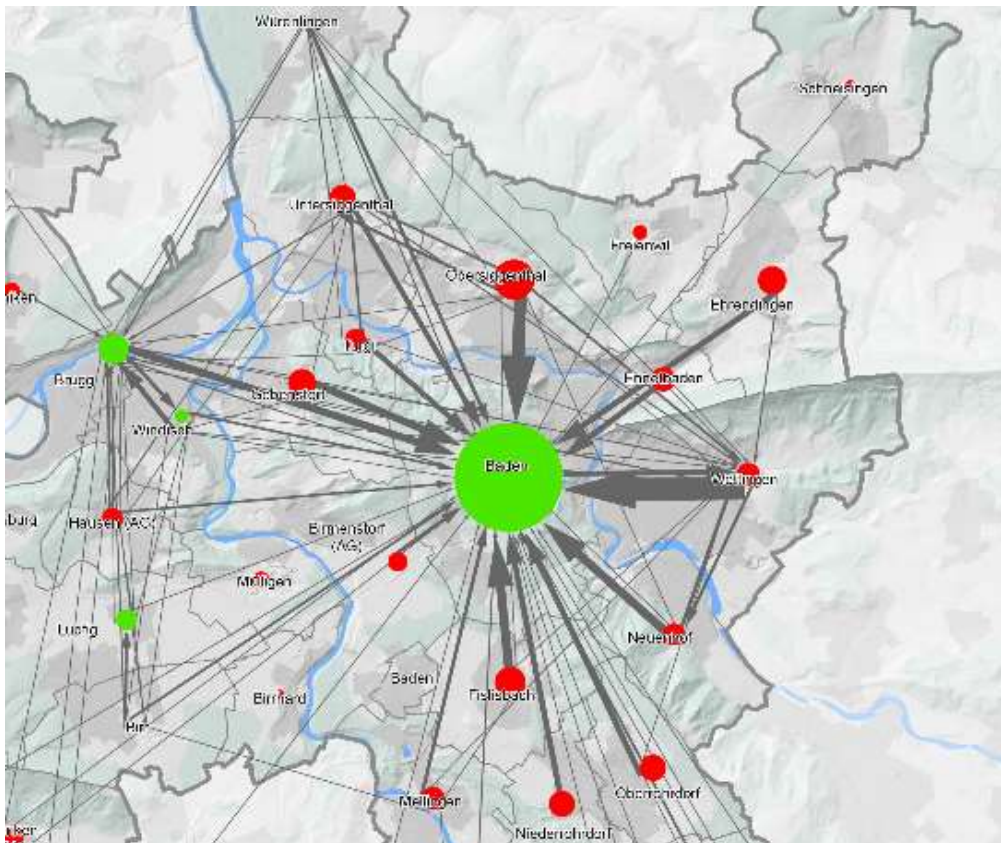 Würenlingen
Schneisingen
Untersiggenthal
Freienwil
Obersiggenthal
Ehrendingen
Ennetbaden
Turgi
Brugg
Gebenstorf
Windisch
Baden
Wettingen
Hausen (AG)
Birmenstorf
(AG)
Mülligen
Lupfig
Neuenhof
Baden
Birrhard
Fislisbach
Birr
Mellingen
Oberrohrdorf
Niederrohrdorf